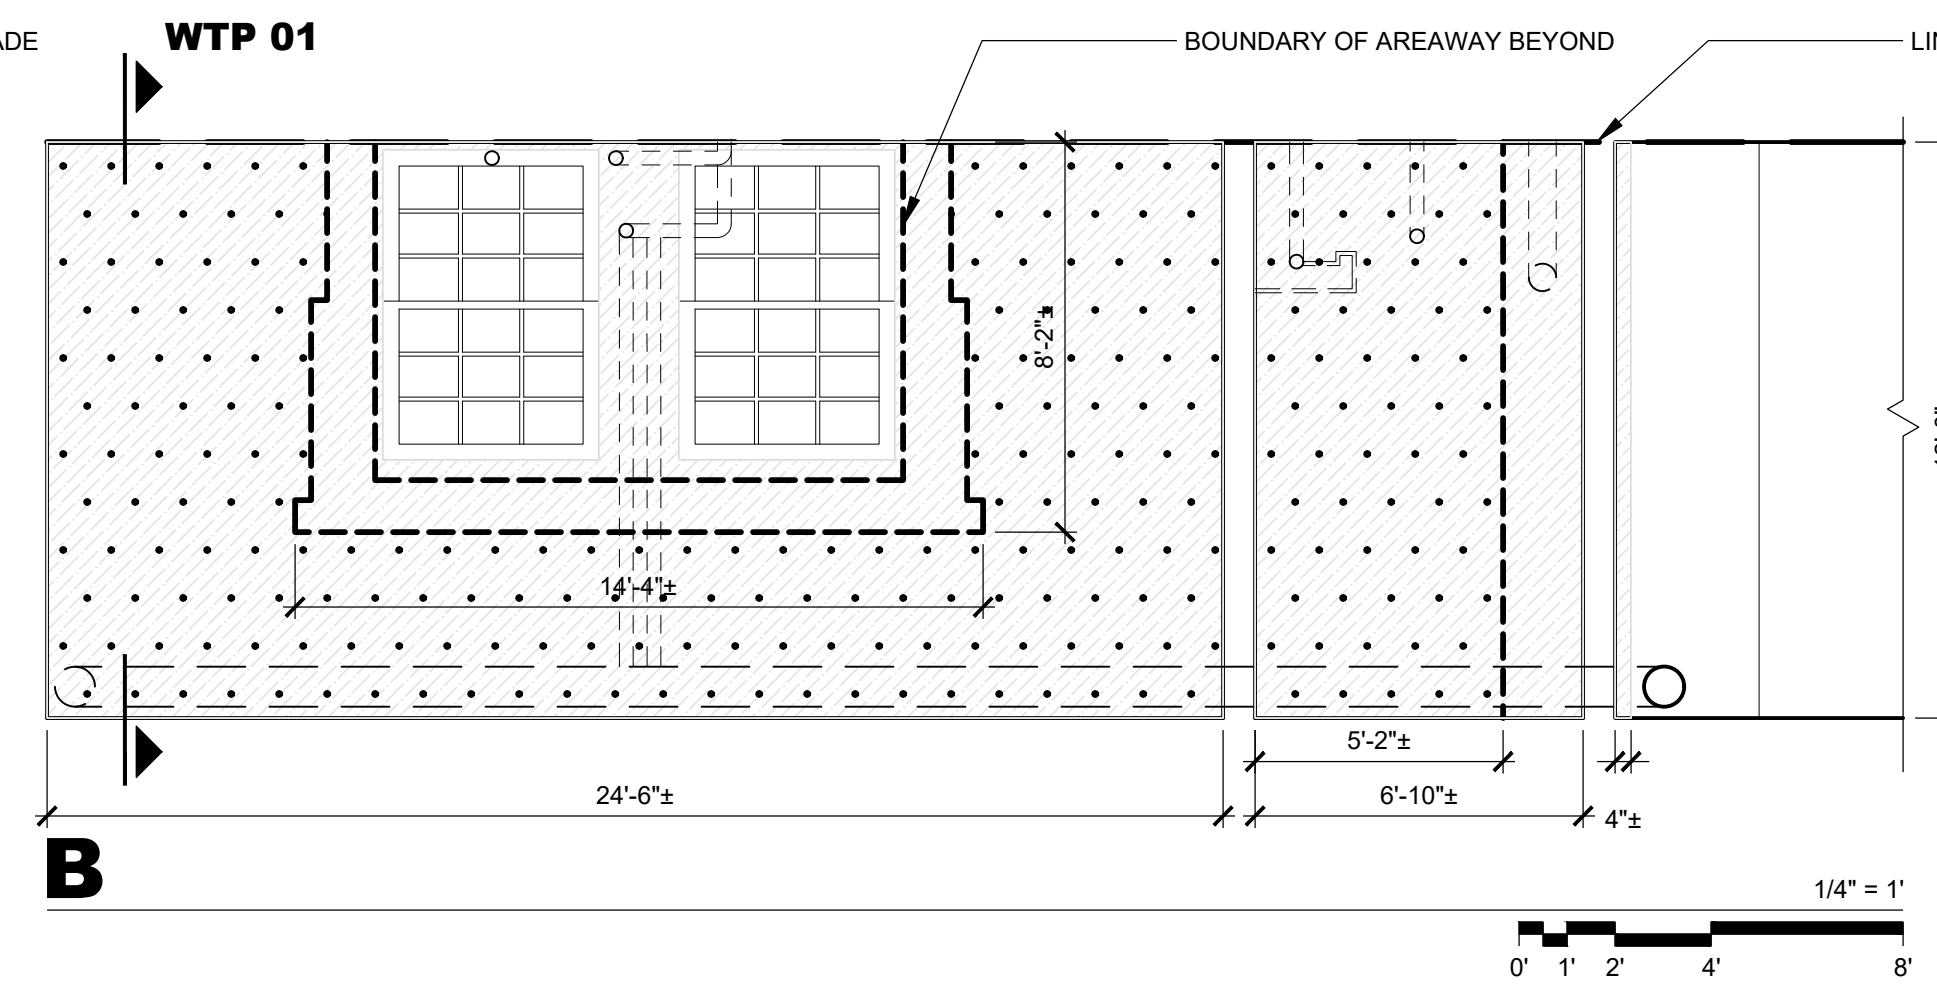 ADE
WTP 01
BOUNDARY OF AREAWAY BEYOND
LIN
8'-2"±
14'-4"±
5'-2"±
24'-6"±
6'-10"±
4"±
B
1/4" = 1'
0' 1' 2' 4' 8'